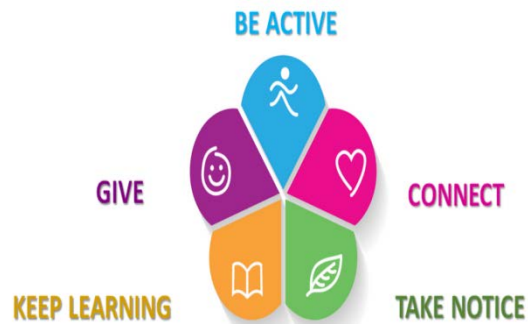 BE ACTIVE
GIVE
CONNECT
KEEP LEARNING
TAKE NOTICE